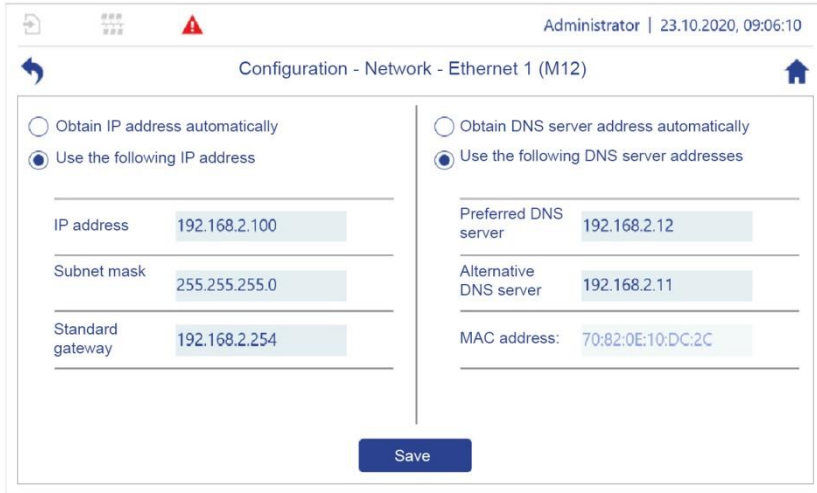 Administrator | 23.10.2020, 09:06:10
Configuration - Network - Ethernet 1 (M12)
Obtain IP address automatically
Use the following IP address
IP address 192.168.2.100
Subnet mask 255.255.255.0
Standard
gateway 192.168.2.254
Obtain DNS server address automatically
Use the following DNS server addresses
Preferred DNS
server 192.168.2.12
Alternative
DNS server 192.168.2.11
MAC address: 70:82:0E:10:DC:2C
Save